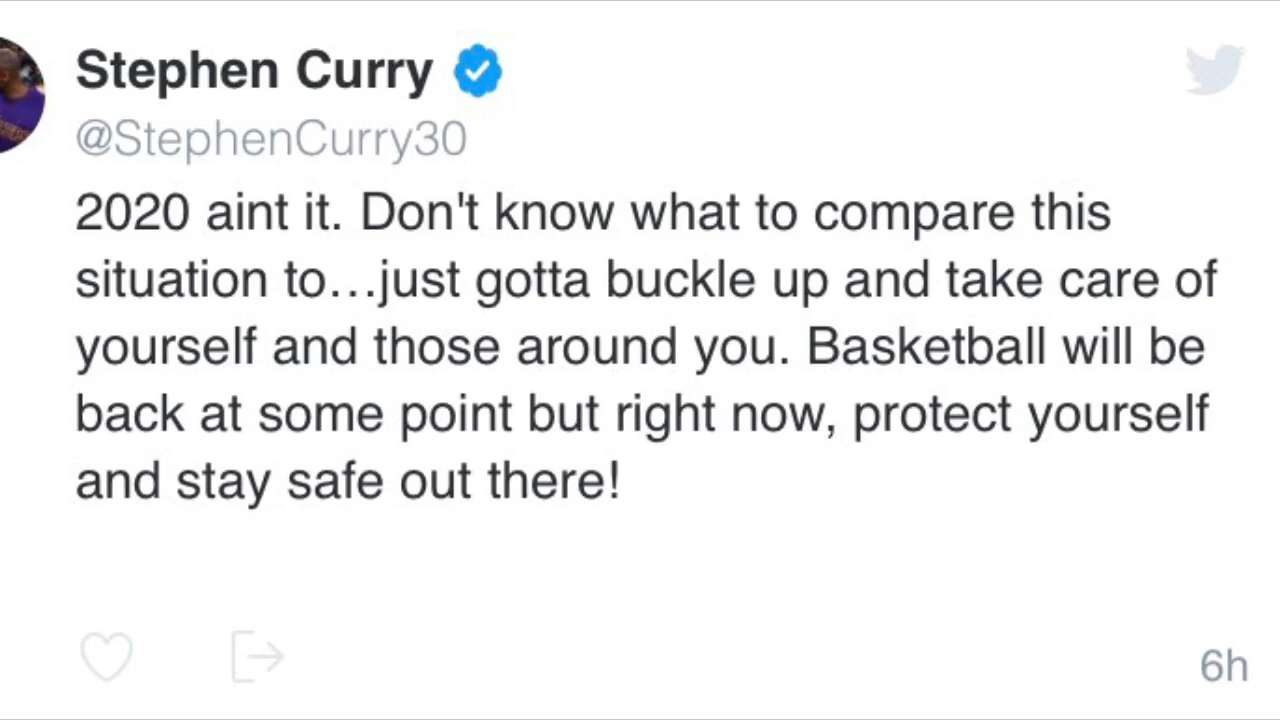 Stephen Curry
@StephenCurry30
2020 aint it. Don't know what to compare this
situation to…just gotta buckle up and take care of
yourself and those around you. Basketball will be
back at some point but right now, protect yourself
and stay safe out there!
6h